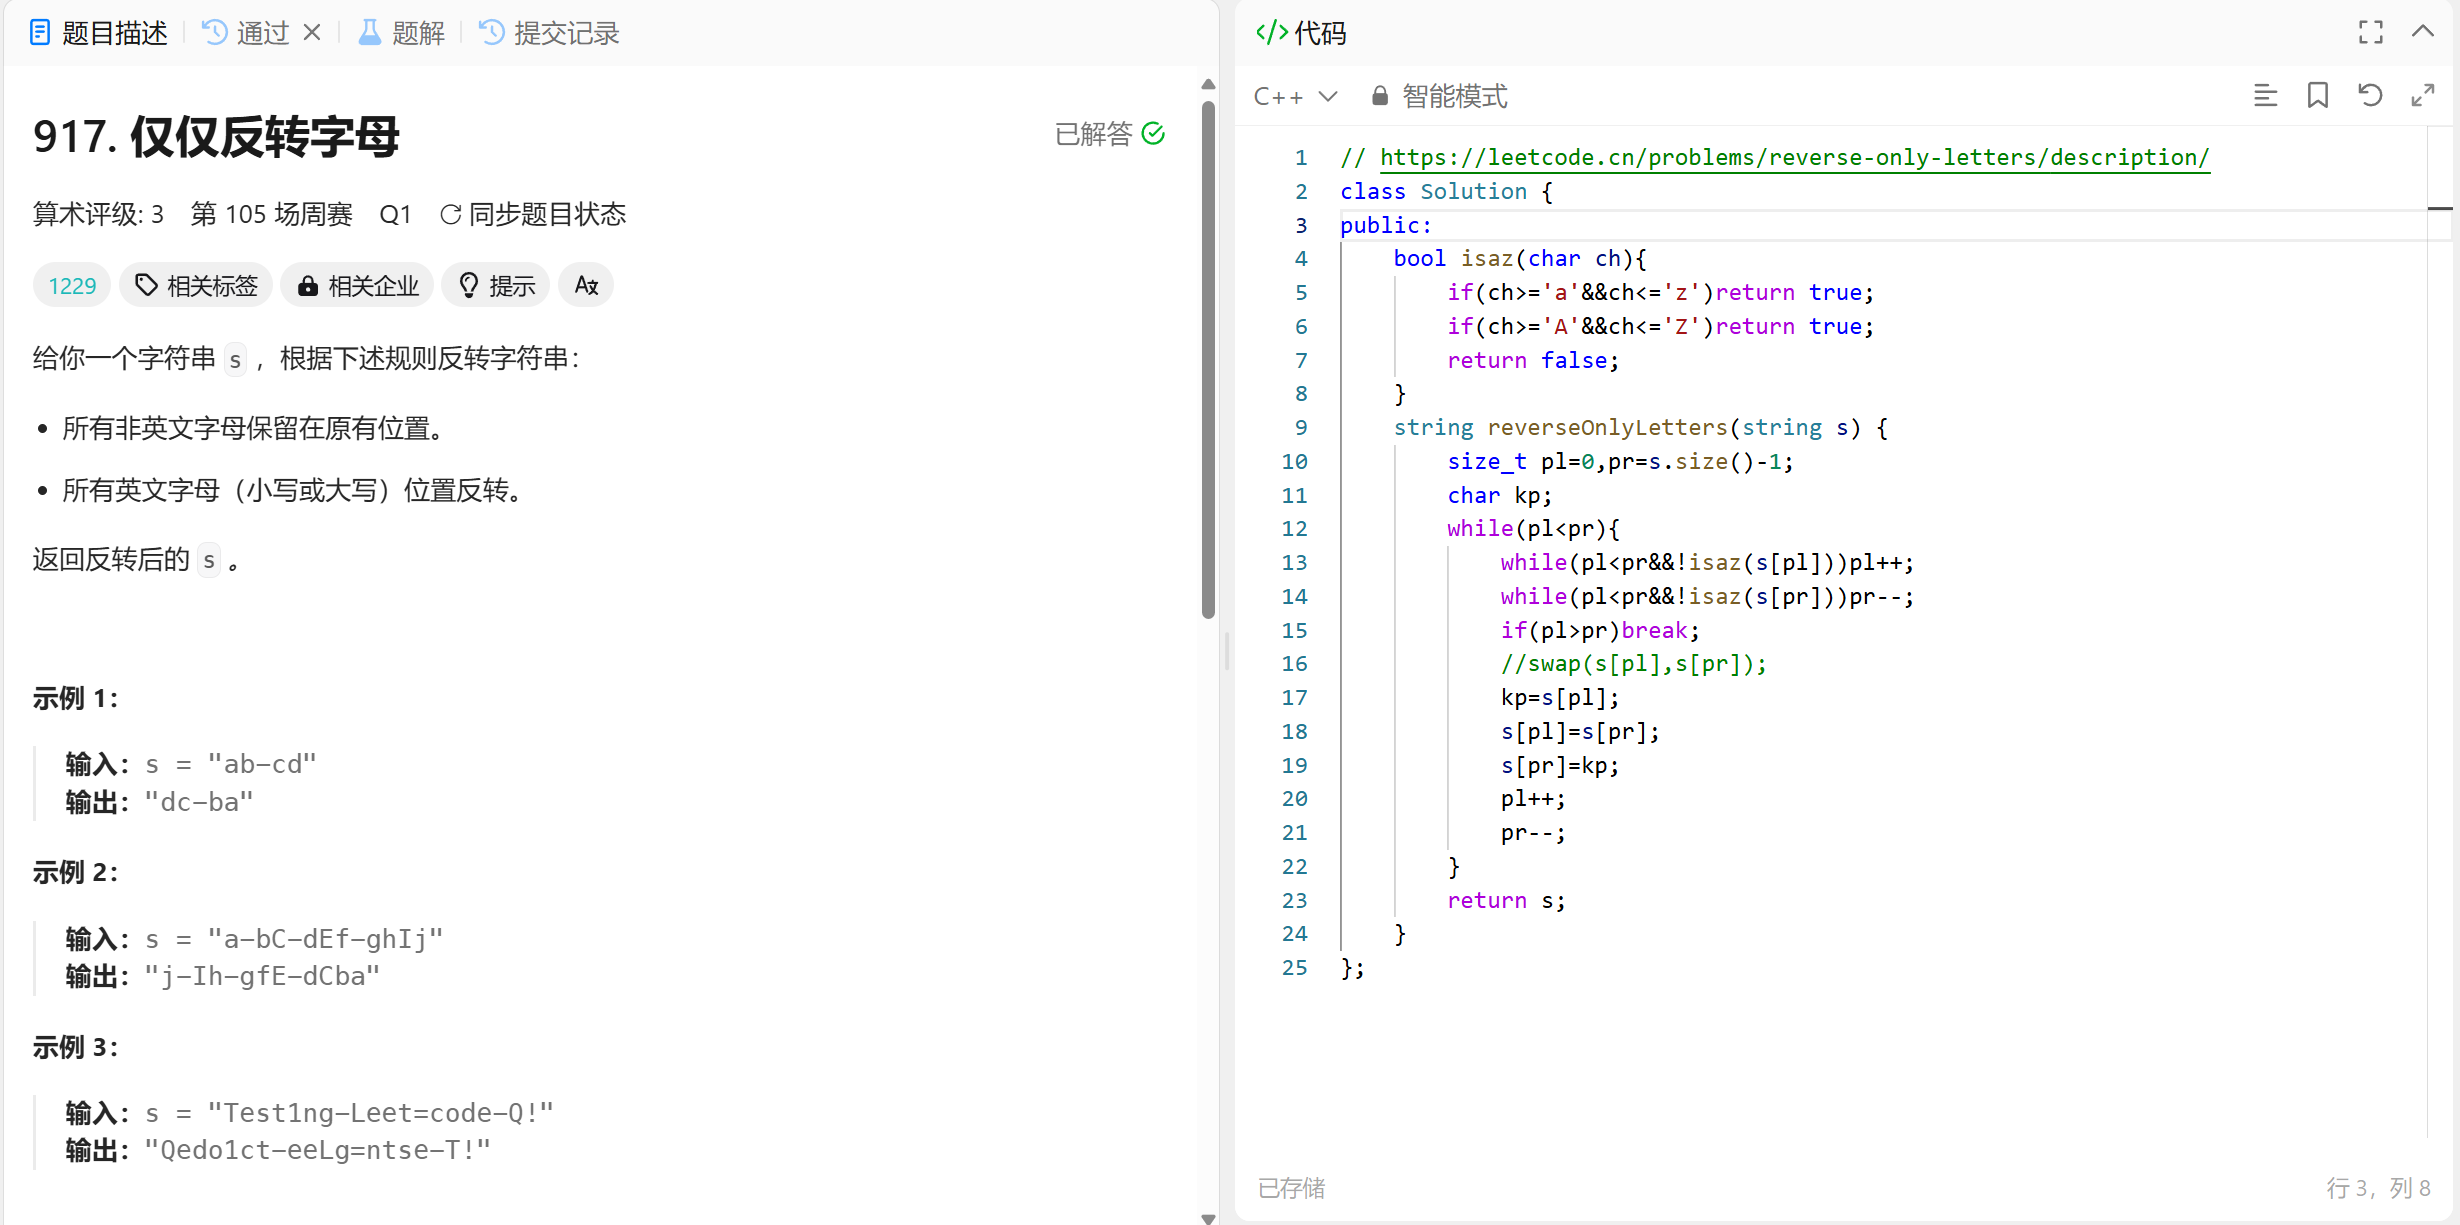 题目描述 通过 题解 提交记录
917. 仅仅反转字母
已解答
算术评级: 3 第 105 场周赛 Q1 同步题目状态
1229 相关标签 相关企业 提示
给你一个字符串 s ，根据下述规则反转字符串：
• 所有非英文字母保留在原有位置。
• 所有英文字母（小写或大写）位置反转。
返回反转后的 s 。
示例 1：
输入：s = "ab-cd"
输出："dc-ba"
示例 2：
输入：s = "a-bC-dEf-ghIj"
输出："j-Ih-gfE-dCba"
示例 3：
输入：s = "Test1ng-Leet=code-Q!"
输出："Qedo1ct-eeLg=ntse-T!"
</> 代码
C++ 智能模式
1 // https://leetcode.cn/problems/reverse-only-letters/description/
2 class Solution {
3 public:
4     bool isaz(char ch){
5         if(ch>='a'&&ch<='z')return true;
6         if(ch>='A'&&ch<='Z')return true;
7         return false;
8     }
9     string reverseOnlyLetters(string s) {
10         size_t pl=0,pr=s.size()-1;
11         char kp;
12         while(pl<pr){
13             while(pl<pr&&!isaz(s[pl]))pl++;
14             while(pl<pr&&!isaz(s[pr]))pr--;
15             if(pl>pr)break;
16             //swap(s[pl],s[pr]);
17             kp=s[pl];
18             s[pl]=s[pr];
19             s[pr]=kp;
20             pl++;
21             pr--;
22         }
23         return s;
24     }
25 };
已存储
行 3，列 8